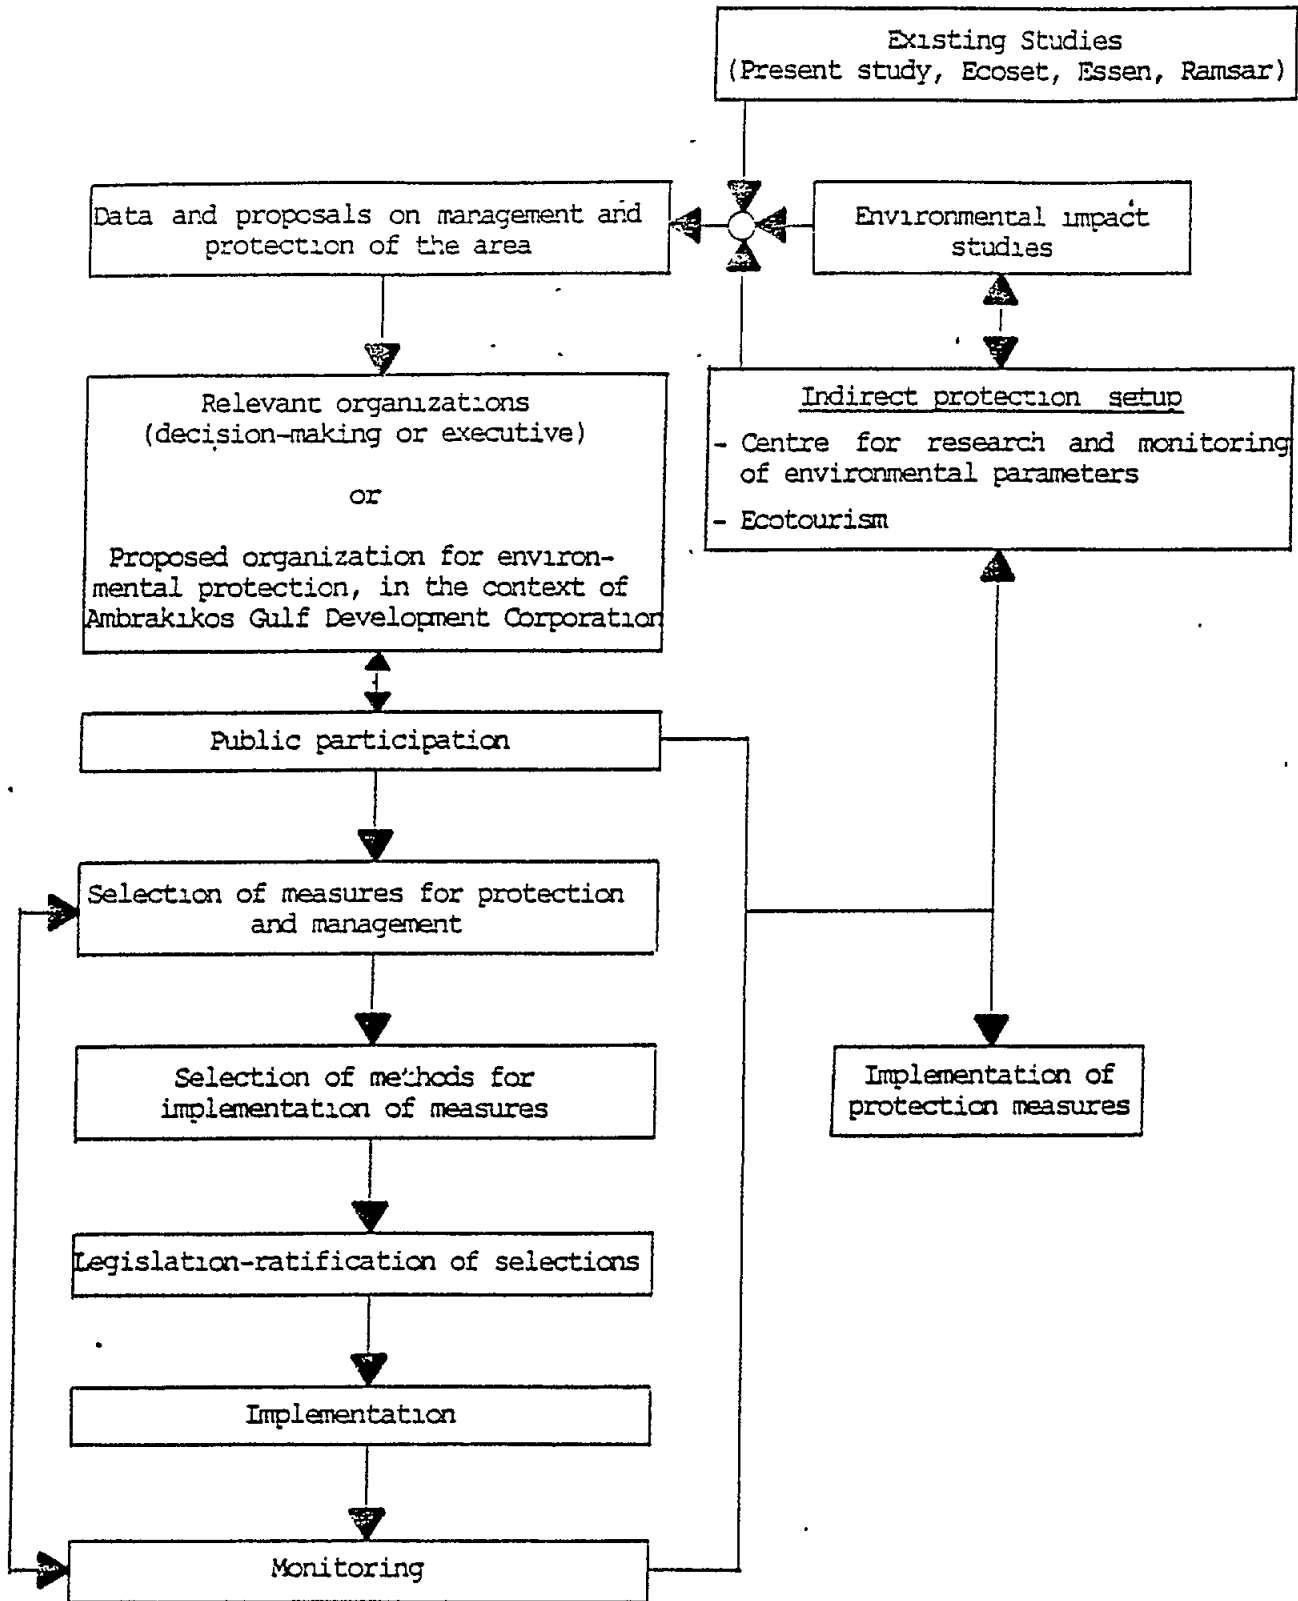 Existing Studies
(Present study, Ecoset, Essen, Ramsar)
Data and proposals on management and
protection of the area
Environmental impact
studies
Relevant organizations
(decision-making or executive)
or
Proposed organization for environ-
mental protection, in the context of
Ambrakikos Gulf Development Corporation
Indirect protection setup
- Centre for research and monitoring
of environmental parameters
- Ecotourism
Public participation
Selection of measures for protection
and management
Selection of methods for
implementation of measures
Implementation of
protection measures
Legislation-ratification of selections
Implementation
Monitoring